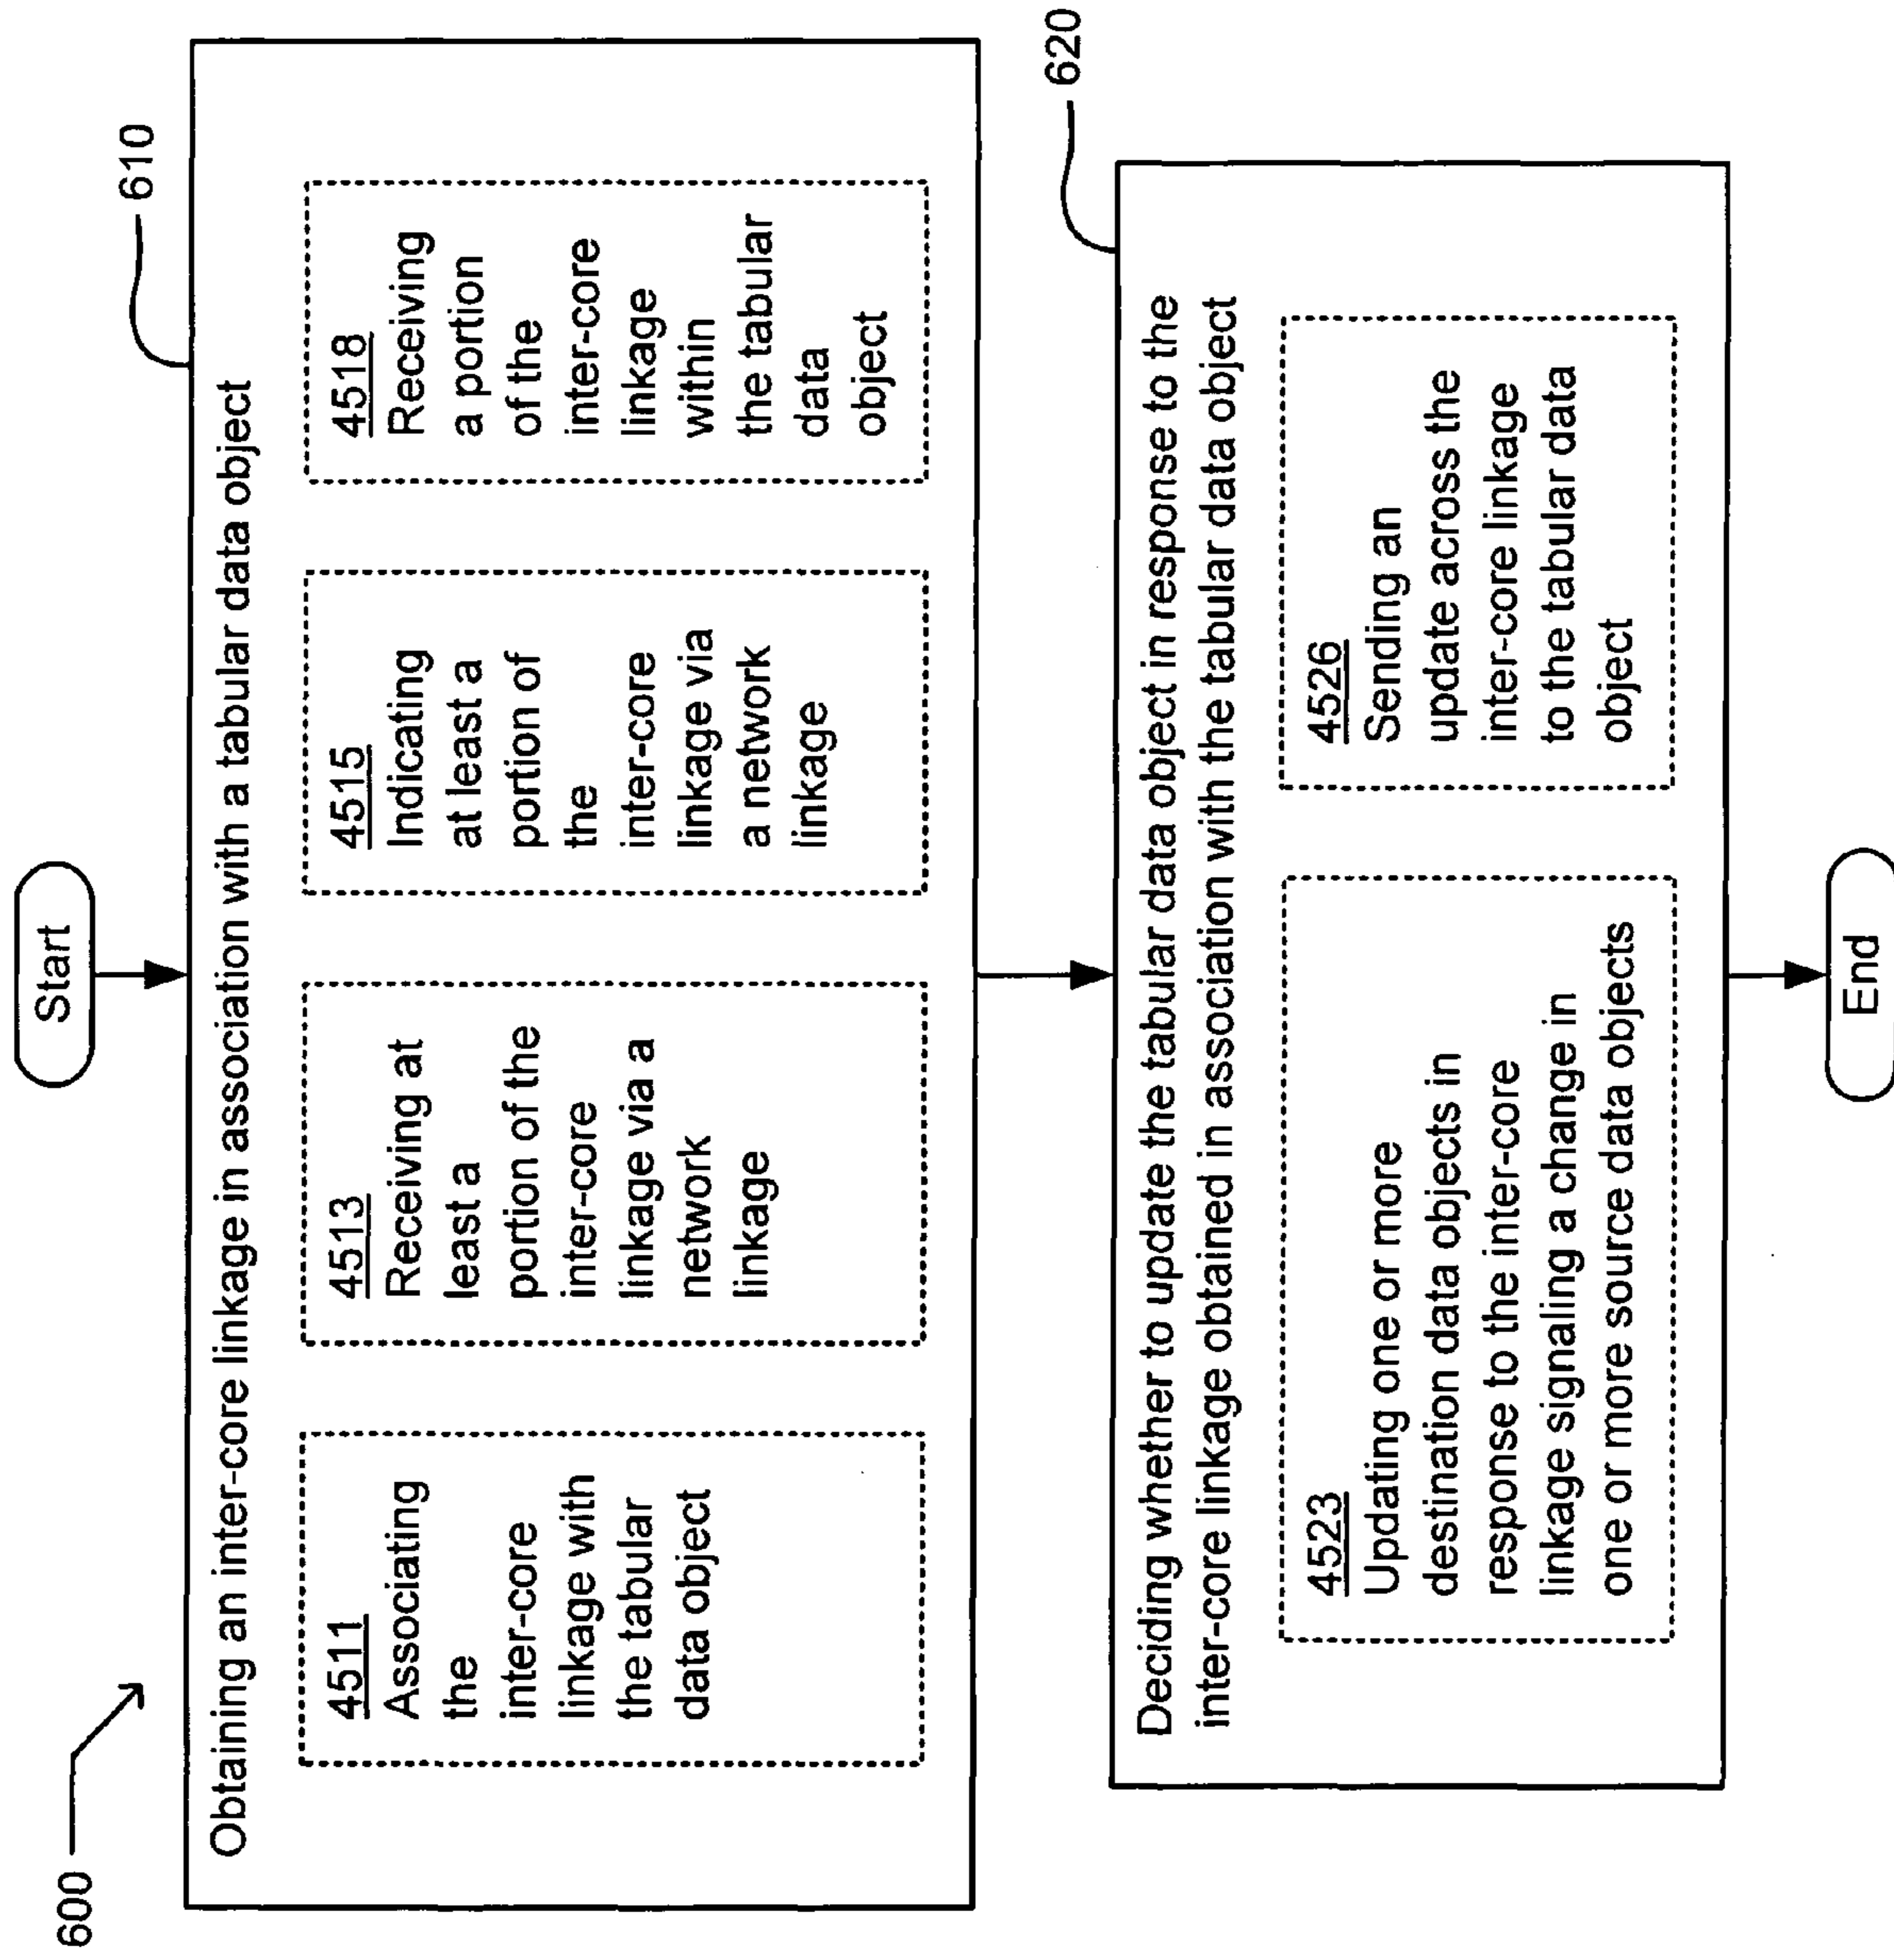 600
Start
610
Obtaining an inter-core linkage in association with a tabular data object
4511
Associating
the
inter-core
linkage with
the tabular
data object
4513
Receiving at
least a
portion of the
inter-core
linkage via a
network
linkage
4515
Indicating
at least a
portion of
the
inter-core
linkage via
a network
linkage
4518
Receiving
a portion
of the
inter-core
linkage
within
the tabular
data
object
620
Deciding whether to update the tabular data object in response to the
inter-core linkage obtained in association with the tabular data object
4523
Updating one or more
destination data objects in
response to the inter-core
linkage signaling a change in
one or more source data objects
4526
Sending an
update across the
inter-core linkage
to the tabular data
object
End